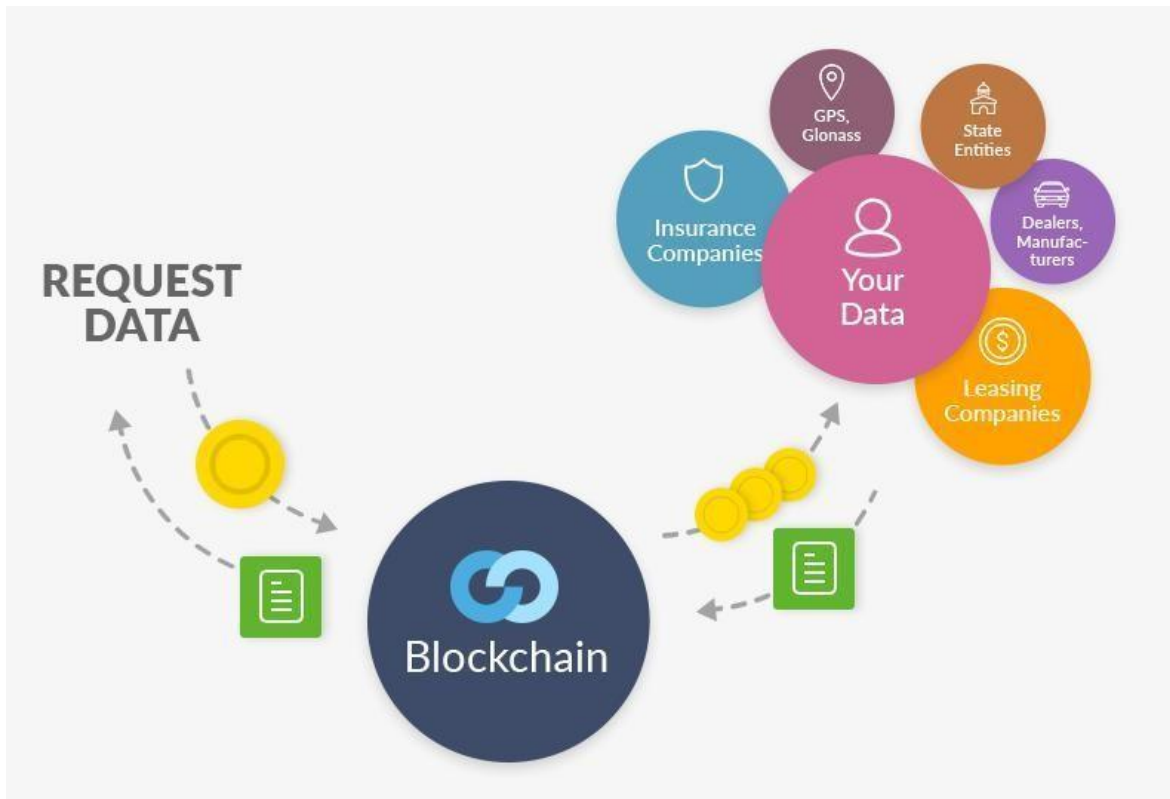 GPS,
Glonass
State
Entities
Insurance
Companies
Dealers,
Manufac-
turers
Your
Data
REQUEST
DATA
Leasing
Companies
Blockchain